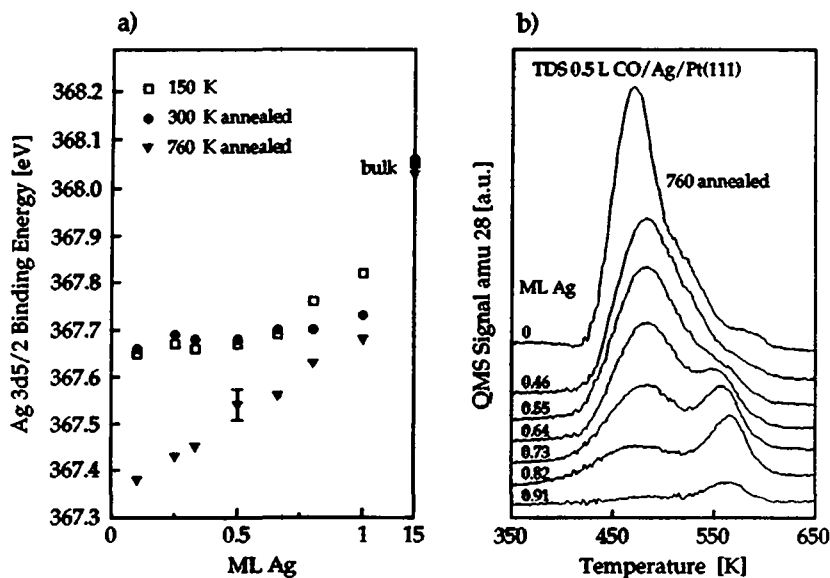 a)
Ag 3d5/2 Binding Energy [eV]
368.2
368.1
368.0
367.9
367.8
367.7
367.6
367.5
367.4
367.3
150 K
300 K annealed
760 K annealed
bulk
0
0.5
1
15
ML Ag
b)
QMS Signal amu 28 [a.u.]
TDS 0.5 L CO/Ag/Pt(111)
760 annealed
ML Ag
0
0.46
0.55
0.64
0.73
0.82
0.91
350
450
550
650
Temperature [K]